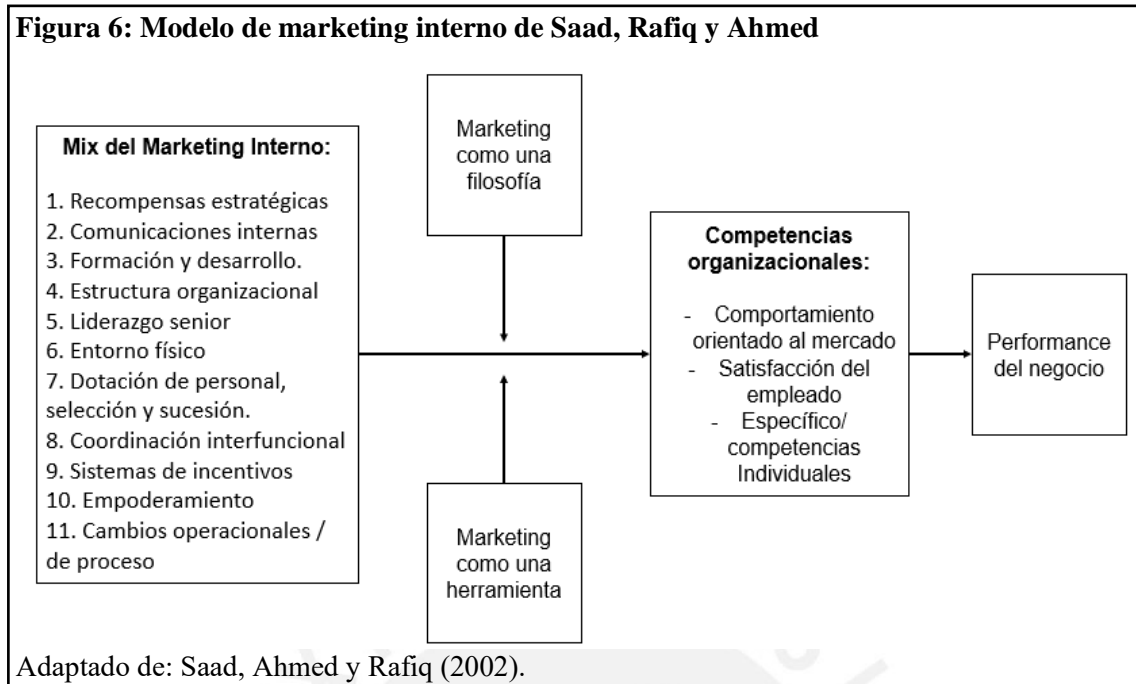 Figura 6: Modelo de marketing interno de Saad, Rafiq y Ahmed
Mix del Marketing Interno:
1. Recompensas estratégicas
2. Comunicaciones internas
3. Formación y desarrollo.
4. Estructura organizacional
5. Liderazgo senior
6. Entorno físico
7. Dotación de personal,
selección y sucesión.
8. Coordinación interfuncional
9. Sistemas de incentivos
10. Empoderamiento
11. Cambios operacionales /
de proceso
Marketing
como una
filosofía
Marketing
como una
herramienta
Competencias
organizacionales:
- Comportamiento
orientado al mercado
- Satisfacción del
empleado
- Específico/
competencias
Individuales
Performance
del negocio
Adaptado de: Saad, Ahmed y Rafiq (2002).